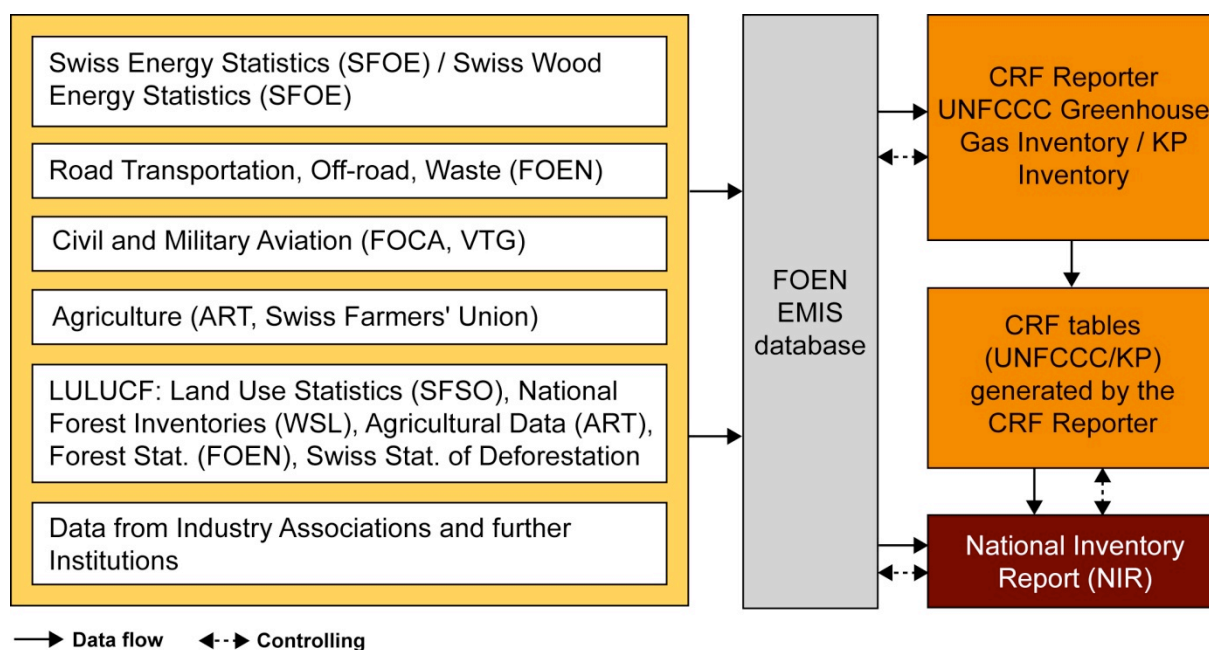 Swiss Energy Statistics (SFOE) / Swiss Wood
Energy Statistics (SFOE)
Road Transportation, Off-road, Waste (FOEN)
Civil and Military Aviation (FOCA, VTG)
Agriculture (ART, Swiss Farmers' Union)
LULUCF: Land Use Statistics (SFSO), National
Forest Inventories (WSL), Agricultural Data (ART),
Forest Stat. (FOEN), Swiss Stat. of Deforestation
Data from Industry Associations and further
Institutions
FOEN
EMIS
database
CRF Reporter
UNFCCC Greenhouse
Gas Inventory / KP
Inventory
CRF tables
(UNFCCC/KP)
generated by the
CRF Reporter
National Inventory
Report (NIR)
Data flow
Controlling